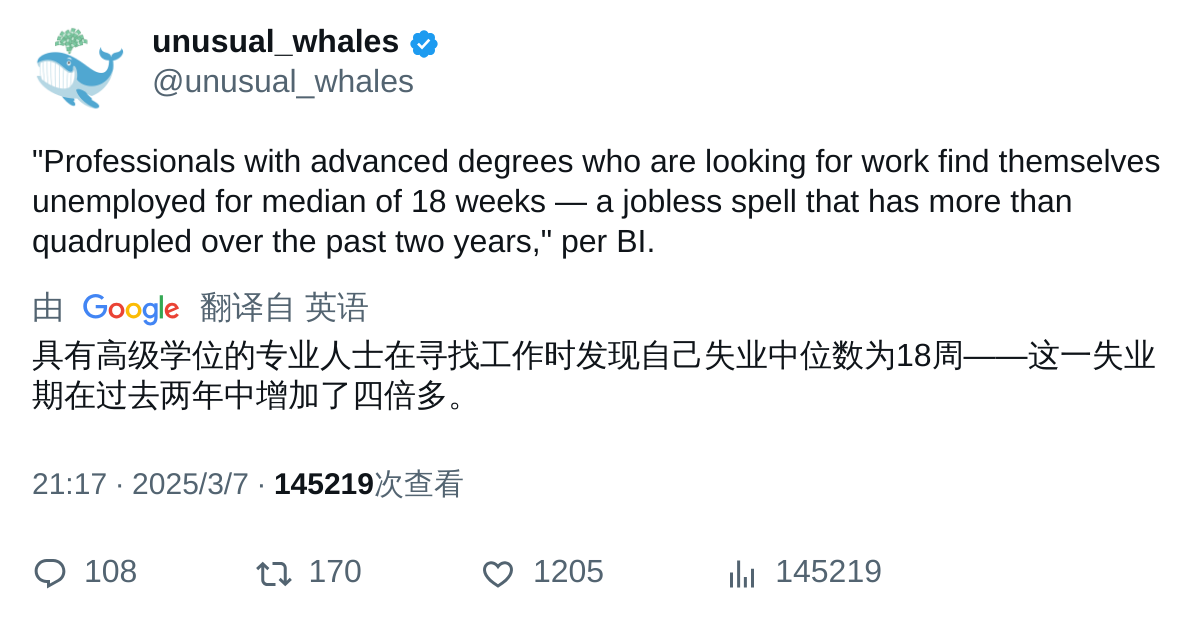 unusual_whales
@unusual_whales
"Professionals with advanced degrees who are looking for work find themselves
unemployed for median of 18 weeks — a jobless spell that has more than
quadrupled over the past two years," per BI.
由 Google 翻译自 英语
具有高级学位的专业人士在寻找工作时发现自己失业中位数为18周——这一失业
期在过去两年中增加了四倍多。
21:17 · 2025/3/7 · 145219次查看
108 170 1205 145219